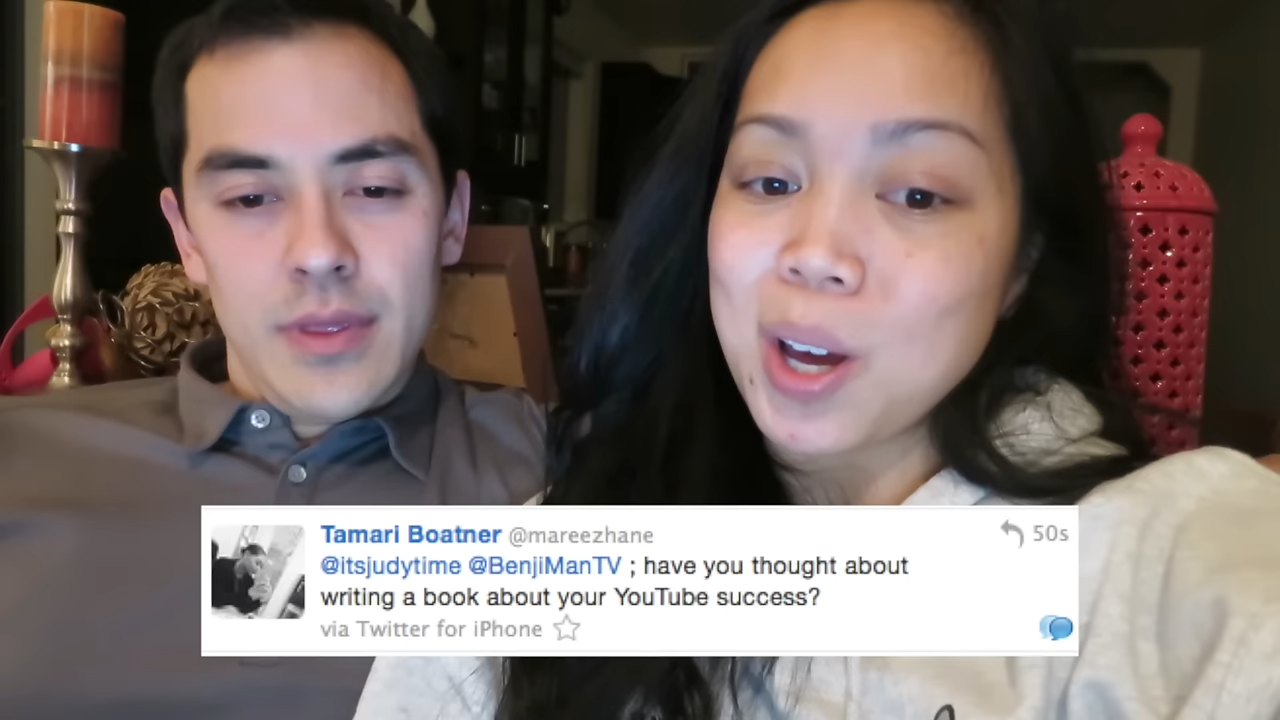 Tamari Boatner @mareezhane 50s
@itsjudytime @BenjiManTV ; have you thought about
writing a book about your YouTube success?
via Twitter for iPhone